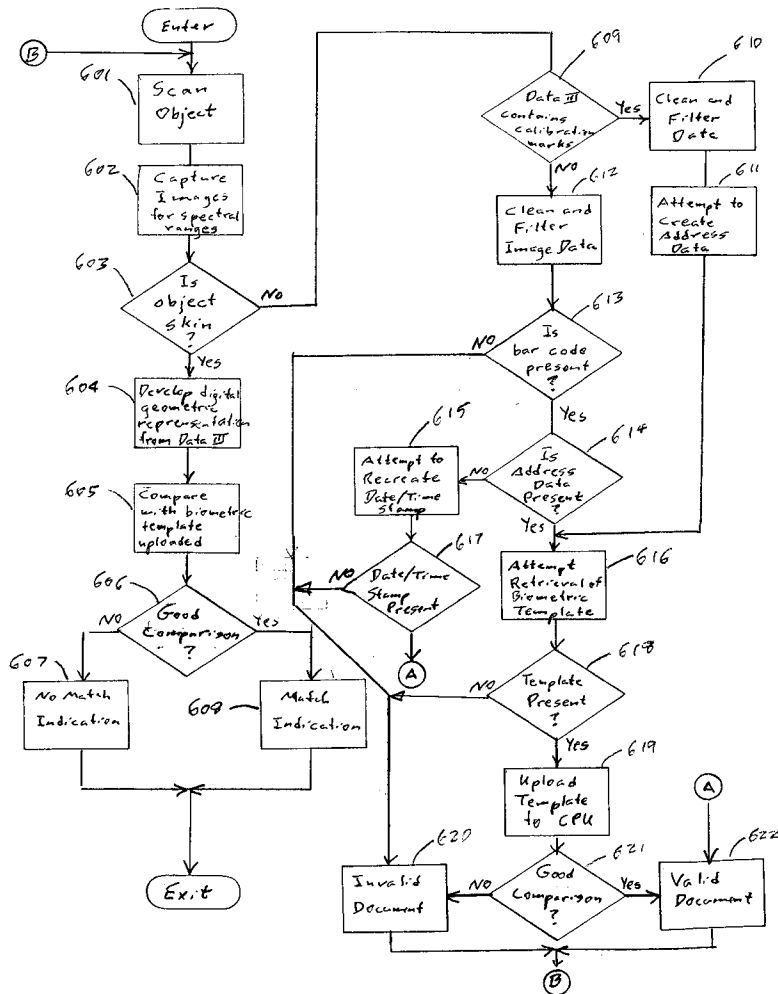 Enter
B
601
Scan
Object
602
Capture
Images
for spectral
ranges
603
Is
object
skin
?
No
Yes
604
Develop digital
geometric
representation
from Data III
605
Compare
with biometric
template
uploaded
606
Good
Comparison
?
NO
Yes
607
No Match
Indication
608
Match
Indication
Exit
609
Data III
contains
calibration
marks
Yes
NO
610
Clean and
Filter
Data
611
Attempt to
Create
Address
Data
612
Clean and
Filter
Image Data
613
Is
bar code
present
?
NO
Yes
614
Is
Address
Data
Present
?
No
Yes
615
Attempt to
Recreate
Date/Time
Stamp
617
Date/Time
Stamp
Present
NO
A
616
Attempt
Retrieval of
Biometric
Template
618
Template
Present
?
NO
Yes
619
Upload
Template
to CPU
620
Invalid
Document
621
Good
Comparison
?
NO
Yes
A
622
Valid
Document
B